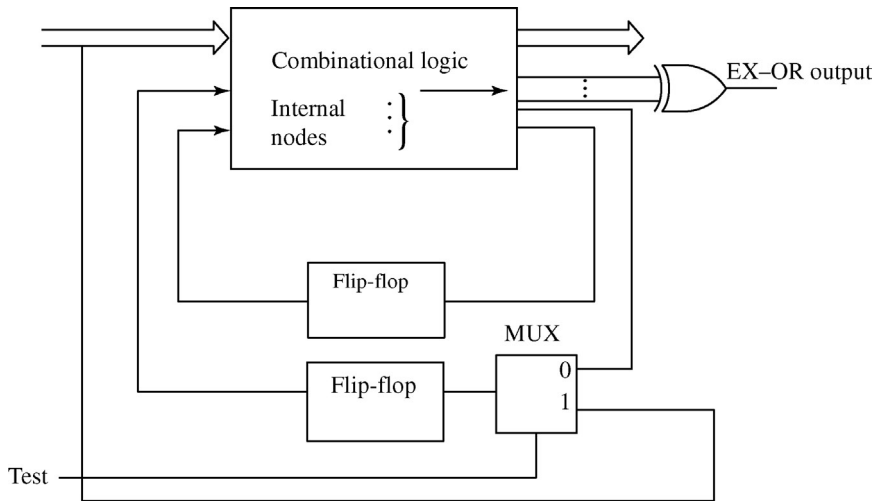 Combinational logic
EX–OR output
Internal
nodes
Flip-flop
MUX
Flip-flop
0
1
Test